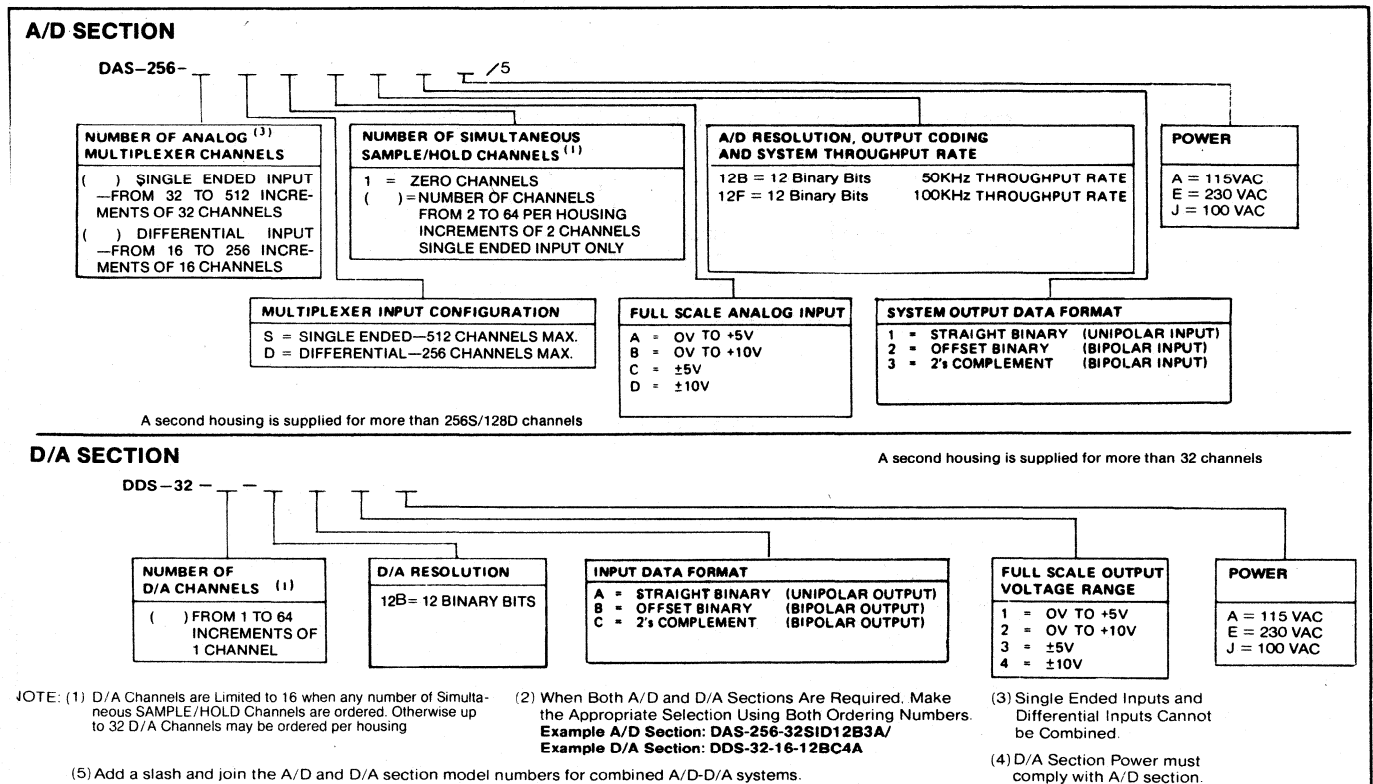 A/D SECTION
DAS-256- _ _ _ _ _ _ _ /5
NUMBER OF ANALOG (3)
MULTIPLEXER CHANNELS
( ) SINGLE ENDED INPUT
—FROM 32 TO 512 INCRE-
MENTS OF 32 CHANNELS
( ) DIFFERENTIAL INPUT
—FROM 16 TO 256 INCRE-
MENTS OF 16 CHANNELS
NUMBER OF SIMULTANEOUS
SAMPLE/HOLD CHANNELS (1)
1 = ZERO CHANNELS
( ) = NUMBER OF CHANNELS
FROM 2 TO 64 PER HOUSING
INCREMENTS OF 2 CHANNELS
SINGLE ENDED INPUT ONLY
A/D RESOLUTION, OUTPUT CODING
AND SYSTEM THROUGHPUT RATE
12B = 12 Binary Bits 50KHz THROUGHPUT RATE
12F = 12 Binary Bits 100KHz THROUGHPUT RATE
POWER
A = 115VAC
E = 230 VAC
J = 100 VAC
MULTIPLEXER INPUT CONFIGURATION
S = SINGLE ENDED—512 CHANNELS MAX.
D = DIFFERENTIAL—256 CHANNELS MAX.
FULL SCALE ANALOG INPUT
A = OV TO +5V
B = OV TO +10V
C = ±5V
D = ±10V
SYSTEM OUTPUT DATA FORMAT
1 = STRAIGHT BINARY (UNIPOLAR INPUT)
2 = OFFSET BINARY (BIPOLAR INPUT)
3 = 2's COMPLEMENT (BIPOLAR INPUT)
A second housing is supplied for more than 256S/128D channels
D/A SECTION
A second housing is supplied for more than 32 channels
DDS-32 - _ - _ _ _ _
NUMBER OF
D/A CHANNELS (1)
( ) FROM 1 TO 64
INCREMENTS OF
1 CHANNEL
D/A RESOLUTION
12B= 12 BINARY BITS
INPUT DATA FORMAT
A = STRAIGHT BINARY (UNIPOLAR OUTPUT)
B = OFFSET BINARY (BIPOLAR OUTPUT)
C = 2's COMPLEMENT (BIPOLAR OUTPUT)
FULL SCALE OUTPUT
VOLTAGE RANGE
1 = OV TO +5V
2 = OV TO +10V
3 = ±5V
4 = ±10V
POWER
A = 115 VAC
E = 230 VAC
J = 100 VAC
NOTE: (1) D/A Channels are Limited to 16 when any number of Simulta-
neous SAMPLE/HOLD Channels are ordered. Otherwise up
to 32 D/A Channels may be ordered per housing
(2) When Both A/D and D/A Sections Are Required, Make
the Appropriate Selection Using Both Ordering Numbers.
Example A/D Section: DAS-256-32SID12B3A/
Example D/A Section: DDS-32-16-12BC4A
(3) Single Ended Inputs and
Differential Inputs Cannot
be Combined.
(4) D/A Section Power must
comply with A/D section.
(5) Add a slash and join the A/D and D/A section model numbers for combined A/D-D/A systems.